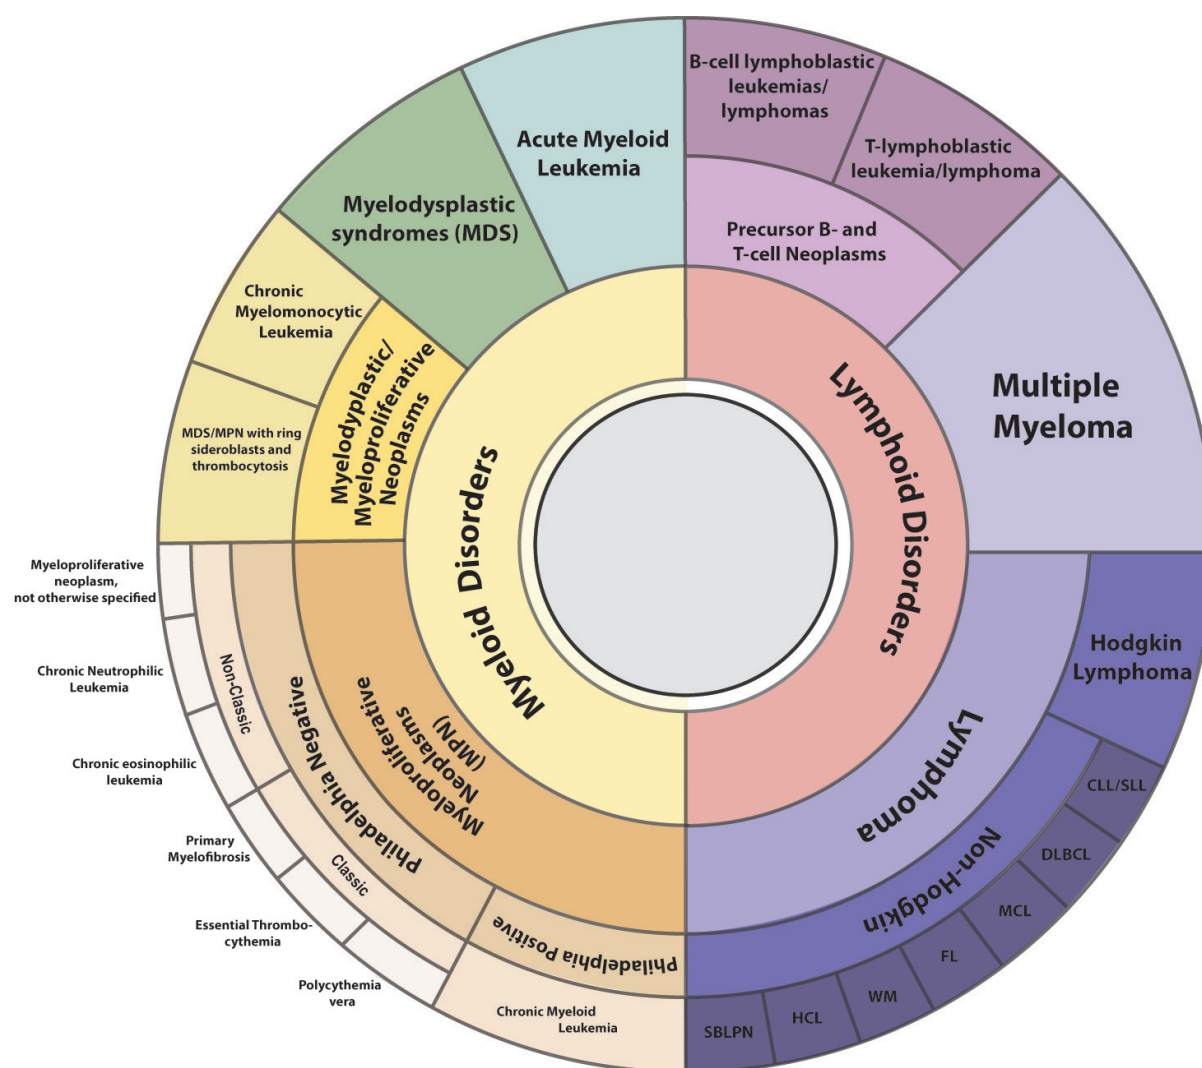 B-cell lymphoblastic
leukemias/
lymphomas
T-lymphoblastic
leukemia/lymphoma
Precursor B- and
T-cell Neoplasms
Acute Myeloid
Leukemia
Myelodysplastic
syndromes (MDS)
Chronic
Myelomonocytic
Leukemia
MDS/MPN with ring
sideroblasts and
thrombocytosis
Myelodyplastic/
Myeloproliferative
Neoplasms
Multiple
Myeloma
Myeloid Disorders
Lymphoid Disorders
Myeloproliferative
neoplasm,
not otherwise specified
Chronic Neutrophilic
Leukemia
Chronic eosinophilic
leukemia
Primary
Myelofibrosis
Essential Thrombo-
cythemia
Polycythemia
vera
Non-Classic
Classic
Philadelphia Negative
Myeloproliferative
Neoplasms
(MPN)
Philadelphia Positive
Chronic Myeloid
Leukemia
Lymphoma
Hodgkin
Lymphoma
Non-Hodgkin
CLL/SLL
DLBCL
MCL
FL
WM
HCL
SBLPN